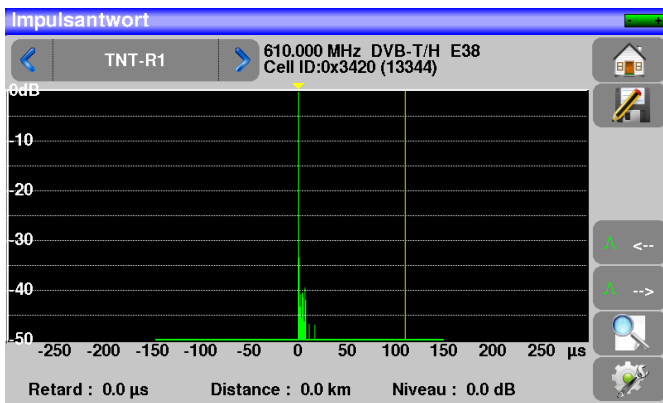 Impulsantwort
TNT-R1
610.000 MHz DVB-T/H E38
Cell ID:0x3420 (13344)
0dB
-10
-20
-30
-40
-50
-250 -200 -150 -100 -50 0 50 100 150 200 250 µs
<--
-->
Retard : 0.0 µs Distance : 0.0 km Niveau : 0.0 dB